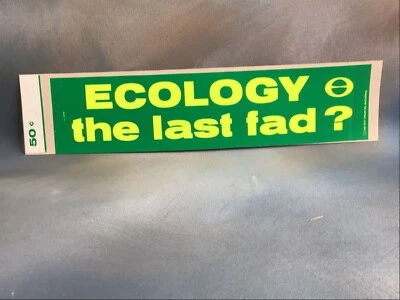 ECOLOGY
the last fad?
50¢